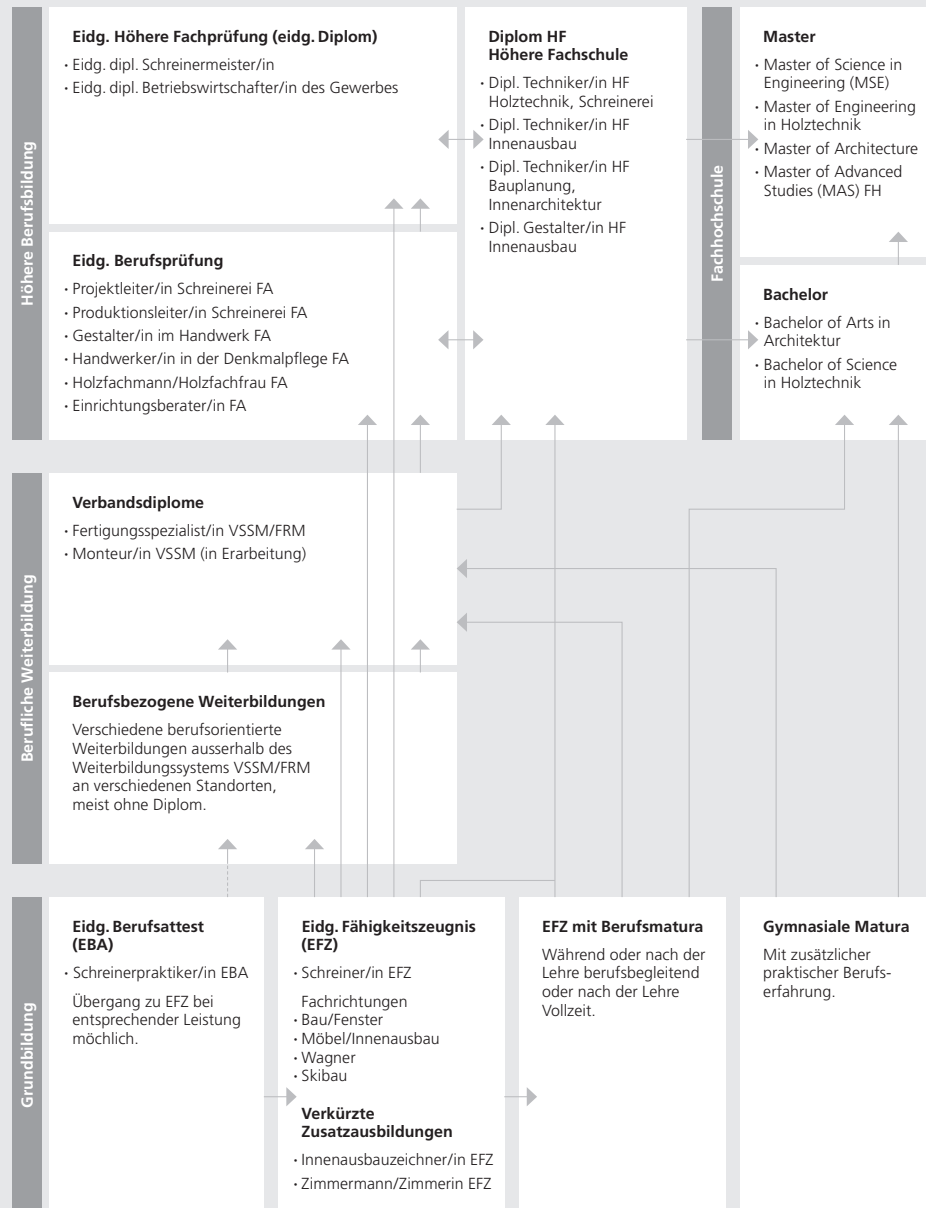 Höhere Berufsbildung
Eidg. Höhere Fachprüfung (eidg. Diplom)
· Eidg. dipl. Schreinermeister/in
· Eidg. dipl. Betriebswirtschafter/in des Gewerbes
Eidg. Berufsprüfung
· Projektleiter/in Schreinerei FA
· Produktionsleiter/in Schreinerei FA
· Gestalter/in im Handwerk FA
· Handwerker/in in der Denkmalpflege FA
· Holzfachmann/Holzfachfrau FA
· Einrichtungsberater/in FA
Diplom HF
Höhere Fachschule
· Dipl. Techniker/in HF
Holztechnik, Schreinerei
· Dipl. Techniker/in HF
Innenausbau
· Dipl. Techniker/in HF
Bauplanung,
Innenarchitektur
· Dipl. Gestalter/in HF
Innenausbau
Fachhochschule
Master
· Master of Science in
Engineering (MSE)
· Master of Engineering
in Holztechnik
· Master of Architecture
· Master of Advanced
Studies (MAS) FH
Bachelor
· Bachelor of Arts in
Architektur
· Bachelor of Science
in Holztechnik
Berufliche Weiterbildung
Verbandsdiplome
· Fertigungsspezialist/in VSSM/FRM
· Monteur/in VSSM (in Erarbeitung)
Berufsbezogene Weiterbildungen
Verschiedene berufsorientierte
Weiterbildungen ausserhalb des
Weiterbildungssystems VSSM/FRM
an verschiedenen Standorten,
meist ohne Diplom.
Grundbildung
Eidg. Berufsattest
(EBA)
· Schreinerpraktiker/in EBA
Übergang zu EFZ bei
entsprechender Leistung
möchlich.
Eidg. Fähigkeitszeugnis
(EFZ)
· Schreiner/in EFZ
Fachrichtungen
· Bau/Fenster
· Möbel/Innenausbau
· Wagner
· Skibau
Verkürzte
Zusatzausbildungen
· Innenausbauzeichner/in EFZ
· Zimmermann/Zimmerin EFZ
EFZ mit Berufsmatura
Während oder nach der
Lehre berufsbegleitend
oder nach der Lehre
Vollzeit.
Gymnasiale Matura
Mit zusätzlicher
praktischer Berufs-
erfahrung.